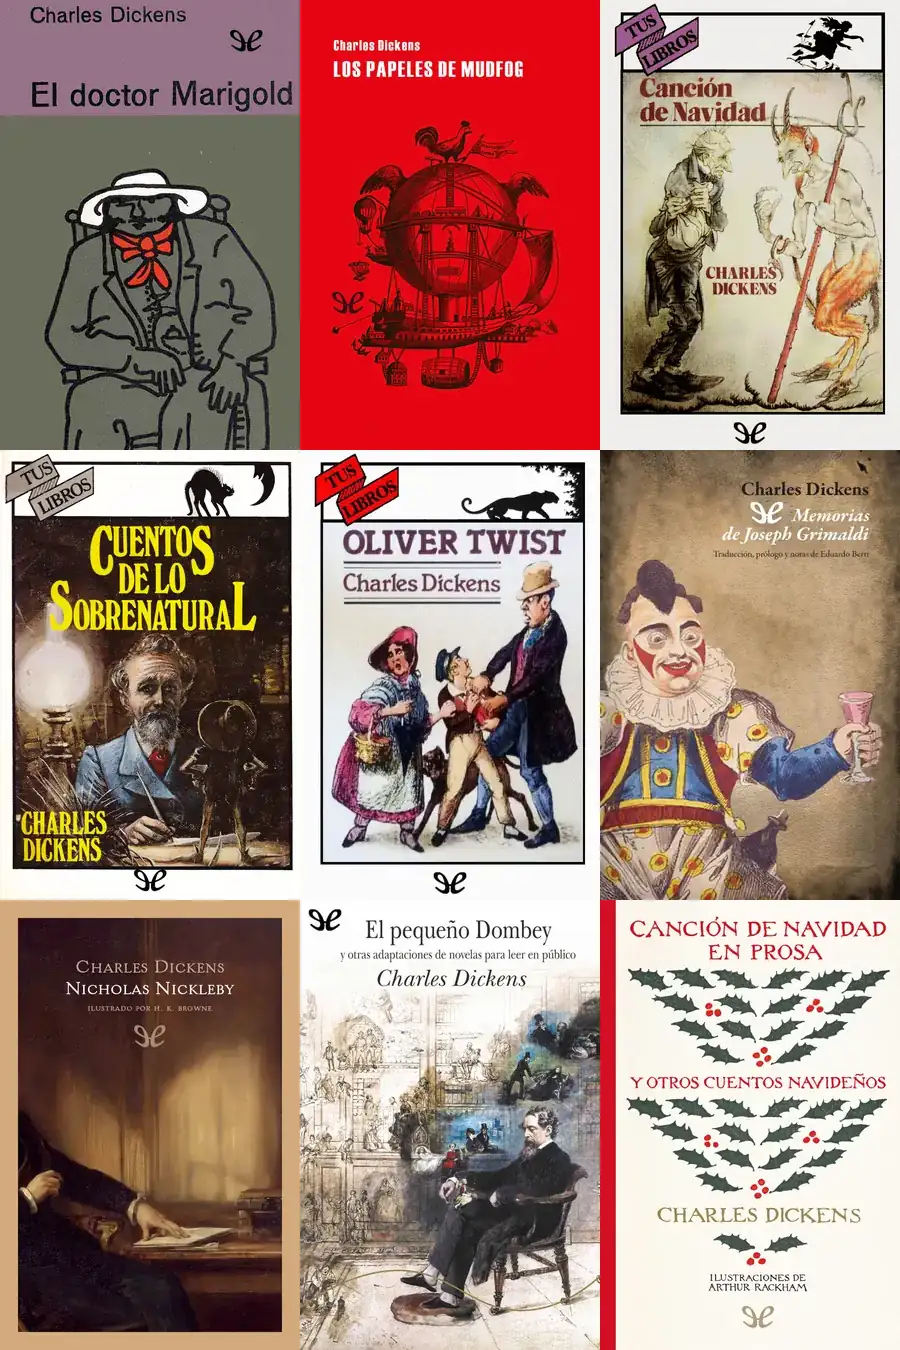 Charles Dickens
El doctor Marigold
Charles Dickens
LOS PAPELES DE MUDFOG
TUS
LIBROS
Canción
de Navidad
CHARLES
DICKENS
TUS
LIBROS
CUENTOS
DE LO
SOBRENATURAL
CHARLES
DICKENS
TUS
LIBROS
OLIVER TWIST
Charles Dickens
Charles Dickens
Memorias
de Joseph Grimaldi
Traducción, prólogo y notas de Eduardo Berti
CHARLES DICKENS
NICHOLAS NICKLEBY
ILUSTRADO POR H. K. BROWNE
El pequeño Dombey
y otras adaptaciones de novelas para leer en público
Charles Dickens
CANCIÓN DE NAVIDAD
EN PROSA
Y OTROS CUENTOS NAVIDEÑOS
CHARLES DICKENS
ILUSTRACIONES DE
ARTHUR RACKHAM